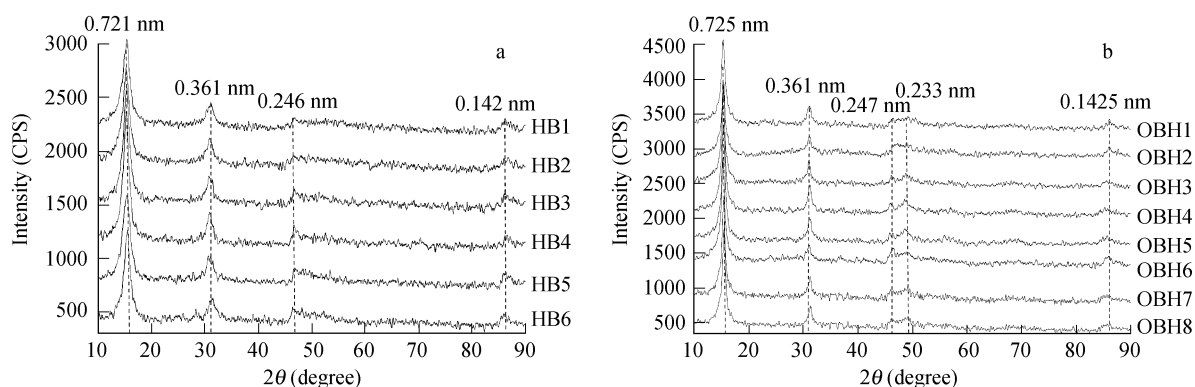 0.721 nm
a
3000
0.361 nm
0.246 nm
0.142 nm
2500
HB1
2000
HB2
1500
HB3
HB4
1000
HB5
500
HB6
10 20 30 40 50 60 70 80 90
2θ (degree)
Intensity (CPS)
0.725 nm
b
4500
4000
0.361 nm
0.247 nm
0.233 nm
0.1425 nm
3500
OBH1
3000
OBH2
2500
OBH3
2000
OBH4
OBH5
1500
OBH6
1000
OBH7
500
OBH8
10 20 30 40 50 60 70 80 90
2θ (degree)
Intensity (CPS)